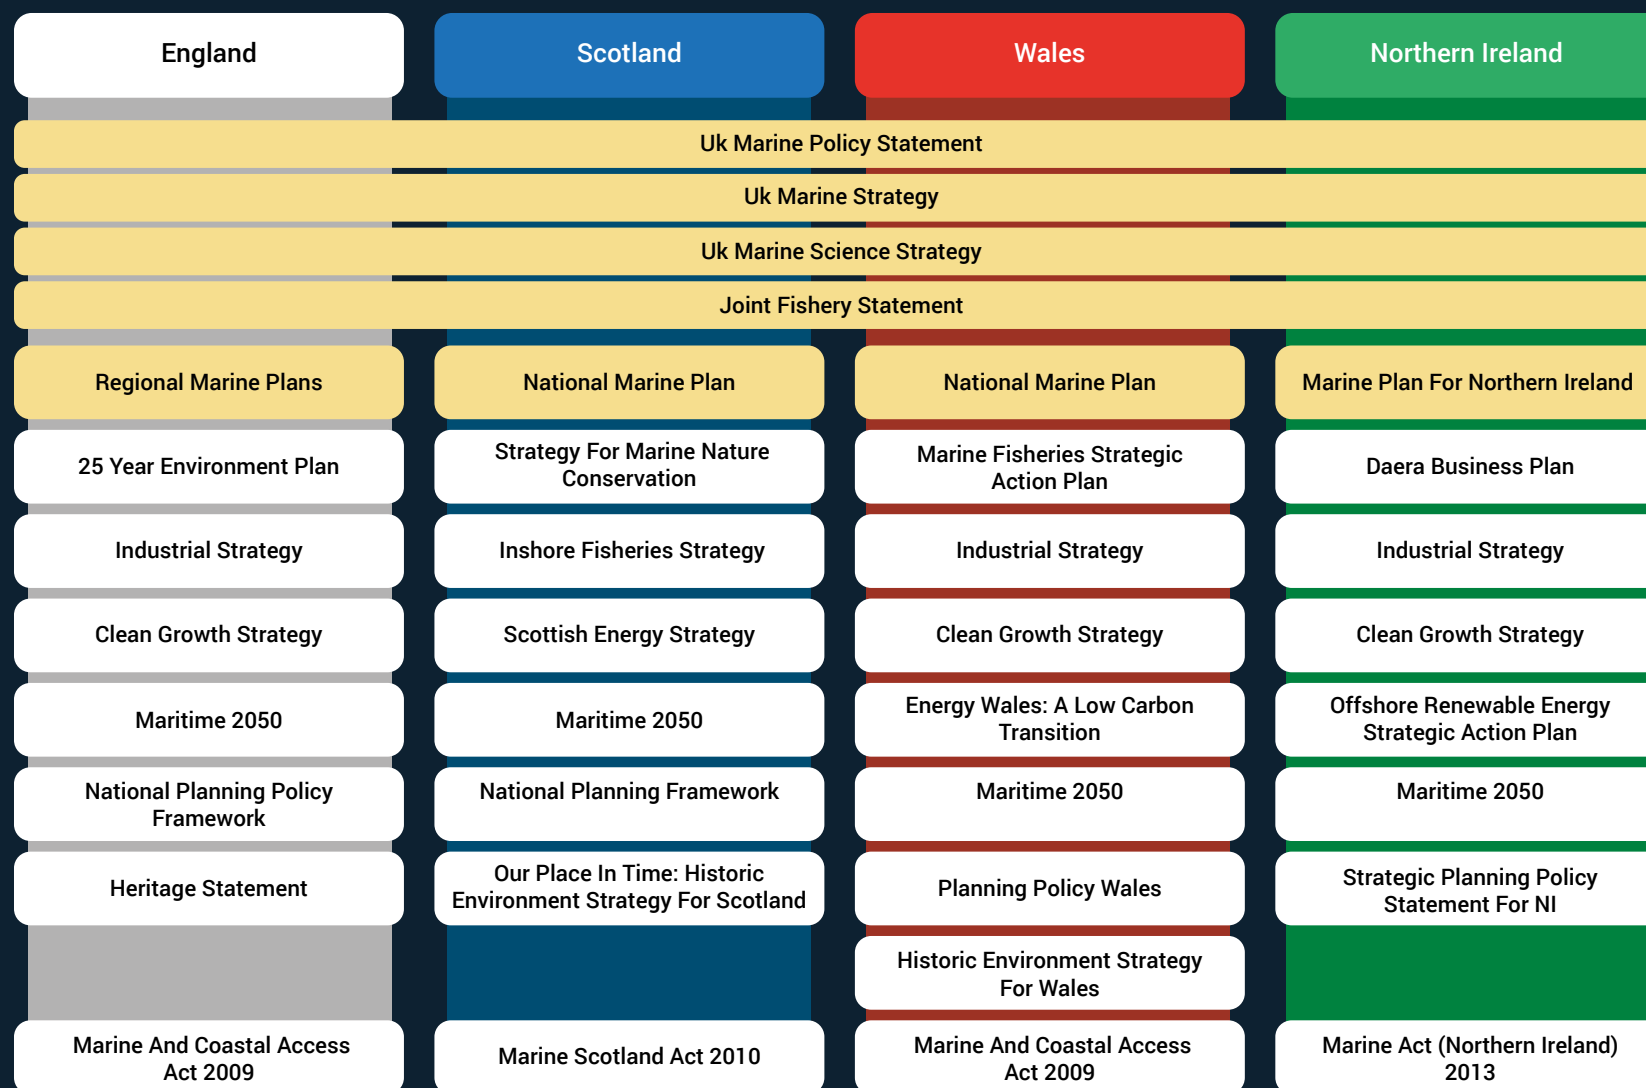 England
Scotland
Wales
Northern Ireland
Uk Marine Policy Statement
Uk Marine Strategy
Uk Marine Science Strategy
Joint Fishery Statement
Regional Marine Plans
National Marine Plan
National Marine Plan
Marine Plan For Northern Ireland
25 Year Environment Plan
Strategy For Marine Nature
Conservation
Marine Fisheries Strategic
Action Plan
Daera Business Plan
Industrial Strategy
Inshore Fisheries Strategy
Industrial Strategy
Industrial Strategy
Clean Growth Strategy
Scottish Energy Strategy
Clean Growth Strategy
Clean Growth Strategy
Maritime 2050
Maritime 2050
Energy Wales: A Low Carbon
Transition
Offshore Renewable Energy
Strategic Action Plan
National Planning Policy
Framework
National Planning Framework
Maritime 2050
Maritime 2050
Heritage Statement
Our Place In Time: Historic
Environment Strategy For Scotland
Planning Policy Wales
Strategic Planning Policy
Statement For NI
Historic Environment Strategy
For Wales
Marine And Coastal Access
Act 2009
Marine Scotland Act 2010
Marine And Coastal Access
Act 2009
Marine Act (Northern Ireland)
2013